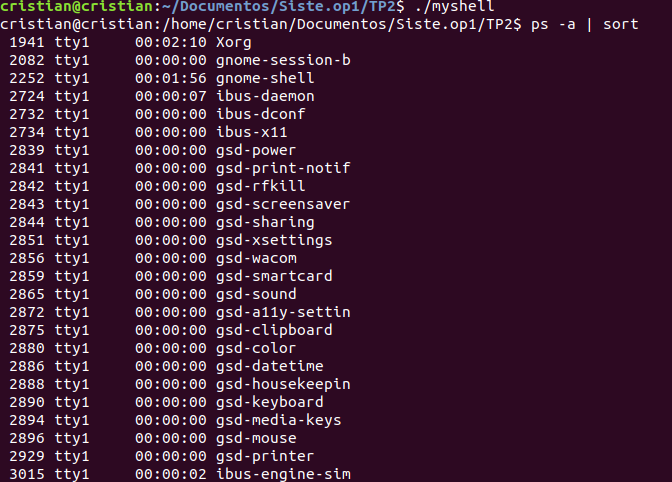 cristian@cristian:~/Documentos/Siste.op1/TP2$ ./myshell
cristian@cristian:/home/cristian/Documentos/Siste.op1/TP2$ ps -a | sort
1941 tty1 00:02:10 Xorg
2082 tty1 00:00:00 gnome-session-b
2252 tty1 00:01:56 gnome-shell
2724 tty1 00:00:07 ibus-daemon
2732 tty1 00:00:00 ibus-dconf
2734 tty1 00:00:00 ibus-x11
2839 tty1 00:00:00 gsd-power
2841 tty1 00:00:00 gsd-print-notif
2842 tty1 00:00:00 gsd-rfkill
2843 tty1 00:00:00 gsd-screensaver
2844 tty1 00:00:00 gsd-sharing
2851 tty1 00:00:00 gsd-xsettings
2856 tty1 00:00:00 gsd-wacom
2859 tty1 00:00:00 gsd-smartcard
2865 tty1 00:00:00 gsd-sound
2872 tty1 00:00:00 gsd-a11y-settin
2875 tty1 00:00:00 gsd-clipboard
2880 tty1 00:00:00 gsd-color
2886 tty1 00:00:00 gsd-datetime
2888 tty1 00:00:00 gsd-housekeepin
2890 tty1 00:00:00 gsd-keyboard
2894 tty1 00:00:00 gsd-media-keys
2896 tty1 00:00:00 gsd-mouse
2929 tty1 00:00:00 gsd-printer
3015 tty1 00:00:02 ibus-engine-sim